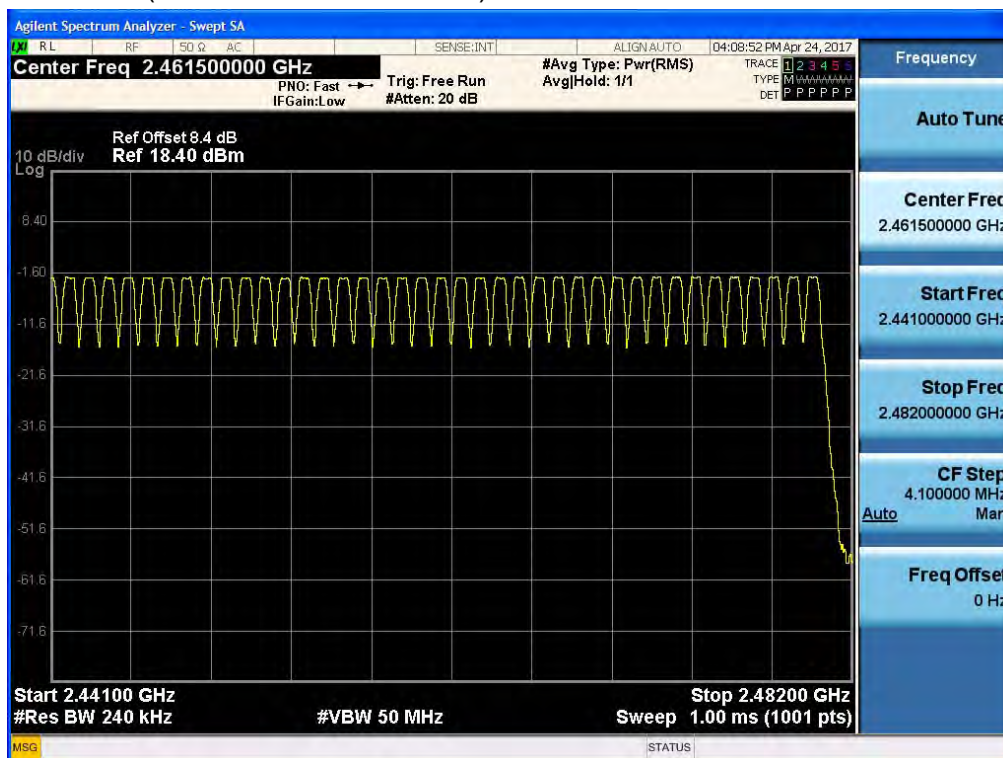 Agilent Spectrum Analyzer - Swept SA
LXI RL RF 50 Ω AC SENSE:INT ALIGN AUTO 04:08:52 PM Apr 24, 2017
Center Freq 2.461500000 GHz
PNO: Fast
IFGain:Low
Trig: Free Run
#Atten: 20 dB
#Avg Type: Pwr(RMS)
Avg|Hold: 1/1
TRACE 1 2 3 4 5 6
TYPE M
DET P P P P P P
Ref Offset 8.4 dB
10 dB/div Ref 18.40 dBm
Log
8.40
-1.60
-11.6
-21.6
-31.6
-41.6
-51.6
-61.6
-71.6
Start 2.44100 GHz Stop 2.48200 GHz
#Res BW 240 kHz #VBW 50 MHz Sweep 1.00 ms (1001 pts)
MSG STATUS
Frequency
Auto Tune
Center Freq
2.461500000 GHz
Start Freq
2.441000000 GHz
Stop Freq
2.482000000 GHz
CF Step
4.100000 MHz
Auto Man
Freq Offset
0 Hz